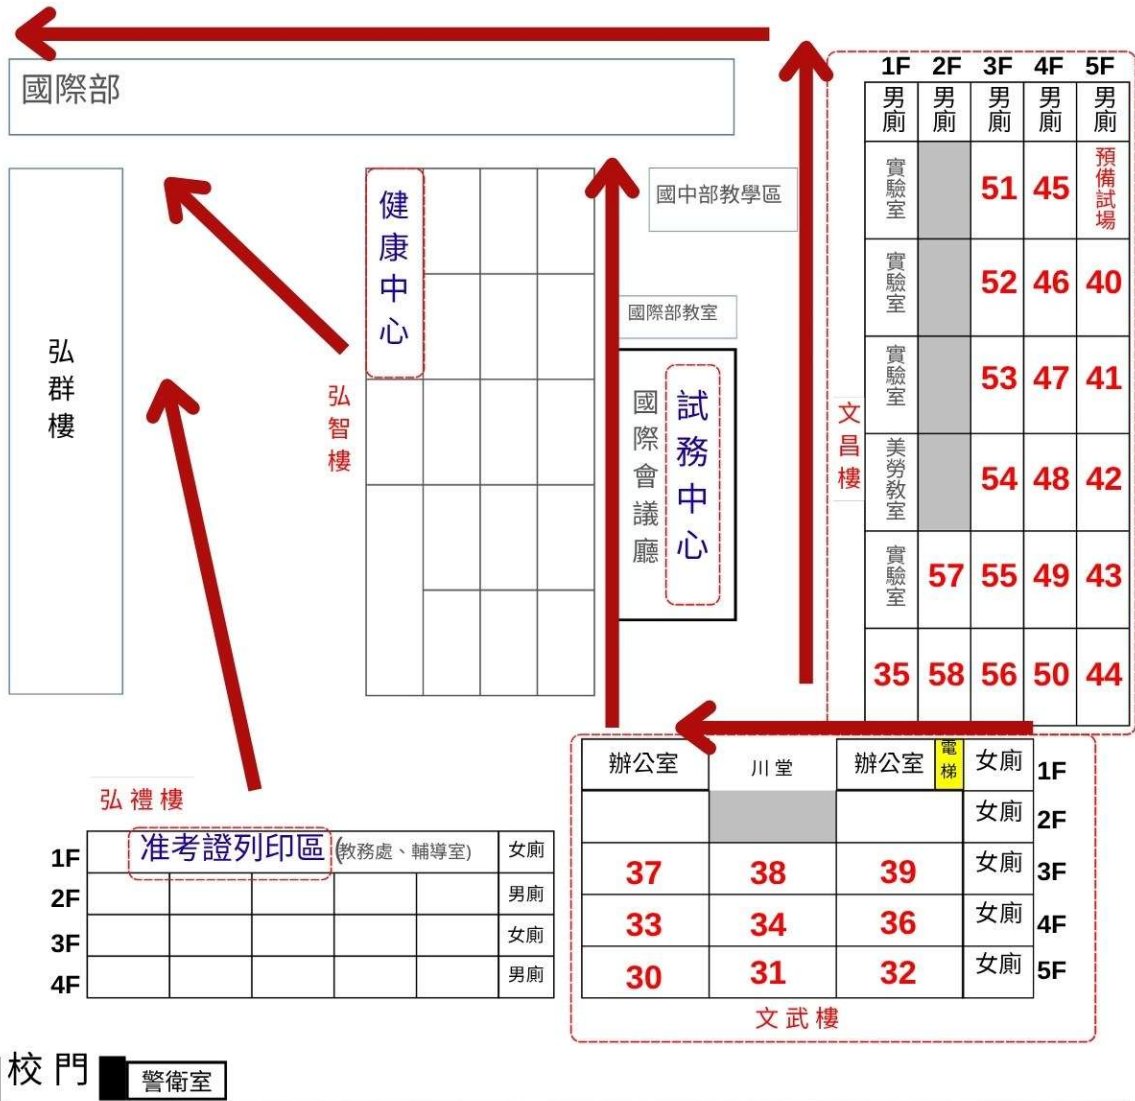 國際部
1F 2F 3F 4F 5F
男廁 男廁 男廁 男廁 男廁
實驗室 51 45 預備試場
實驗室 52 46 40
實驗室 53 47 41
美勞教室 54 48 42
實驗室 57 55 49 43
35 58 56 50 44
文昌樓
國中部教學區
國際部教室
國際會議廳
試務中心
健康中心
弘智樓
弘群樓
弘禮樓
1F 准考證列印區 (教務處、輔導室) 女廁
2F 男廁
3F 女廁
4F 男廁
辦公室 川堂 辦公室 電梯 女廁 1F
女廁 2F
37 38 39 女廁 3F
33 34 36 女廁 4F
30 31 32 女廁 5F
文武樓
校門
警衛室